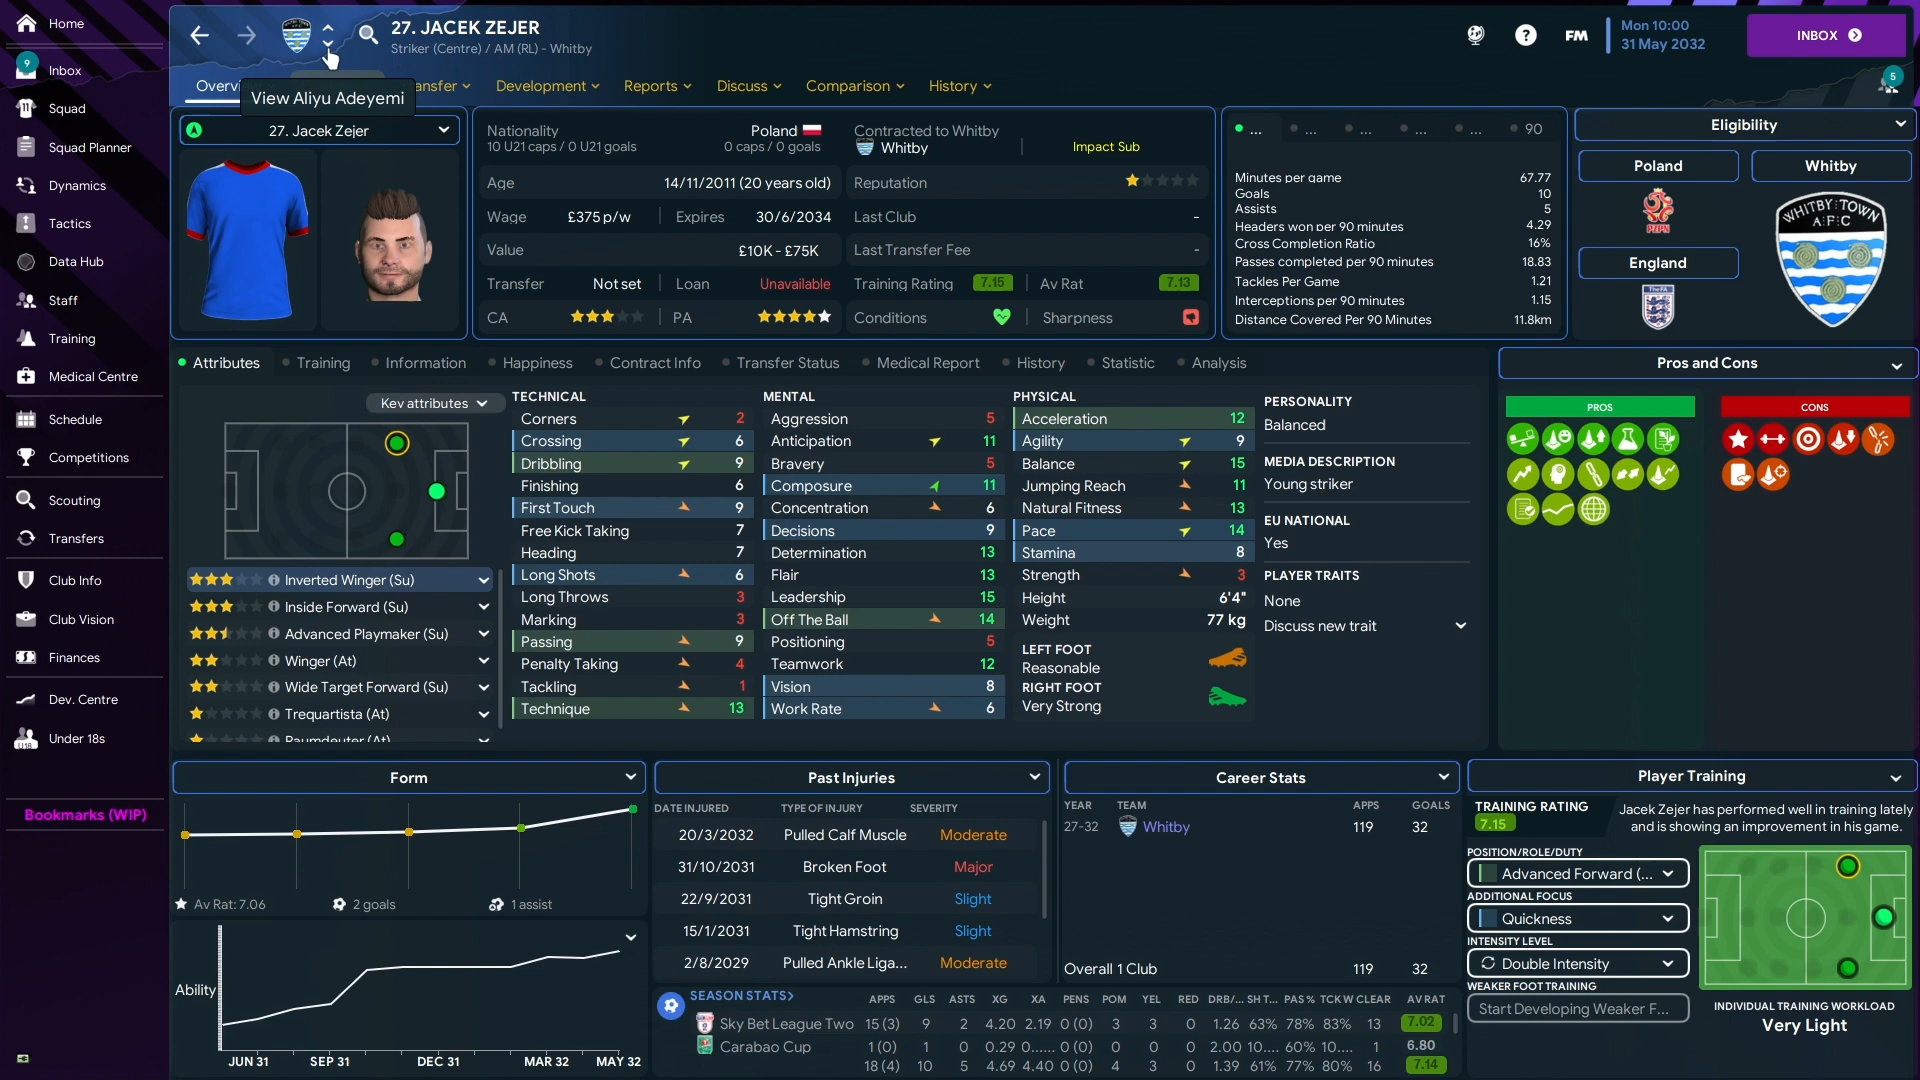 Home
9
Inbox
Squad
Squad Planner
Dynamics
Tactics
Data Hub
Staff
Training
Medical Centre
Schedule
Competitions
Scouting
Transfers
Club Info
Club Vision
Finances
Dev. Centre
Under 18s
Bookmarks (WIP)
27. JACEK ZEJER
Striker (Centre) / AM (RL) - Whitby
FM
Mon 10:00
31 May 2032
INBOX
5
Overvi
View Aliyu Adeyemi
ansfer
Development
Reports
Discuss
Comparison
History
27. Jacek Zejer
Nationality Poland
10 U21 caps / 0 U21 goals 0 caps / 0 goals
Age 14/11/2011 (20 years old)
Wage £375 p/w Expires 30/6/2034
Value £10K - £75K
Transfer Not set Loan Unavailable
CA PA
Contracted to Whitby
Whitby Impact Sub
Reputation
Last Club -
Last Transfer Fee -
Training Rating 7.15 Av Rat 7.13
Conditions Sharpness
... ... ... ... ... 90
Minutes per game 67.77
Goals 10
Assists 5
Headers won per 90 minutes 4.29
Cross Completion Ratio 16%
Passes completed per 90 minutes 18.83
Tackles Per Game 1.21
Interceptions per 90 minutes 1.15
Distance Covered Per 90 Minutes 11.8km
Eligibility
Poland
PZPN
England
Whitby
WHITBY TOWN
A.F.C
Attributes Training Information Happiness Contract Info Transfer Status Medical Report History Statistic Analysis
Key attributes
Inverted Winger (Su)
Inside Forward (Su)
Advanced Playmaker (Su)
Winger (At)
Wide Target Forward (Su)
Trequartista (At)
Raumdeuter (At)
TECHNICAL
Corners 2
Crossing 6
Dribbling 9
Finishing 6
First Touch 9
Free Kick Taking 7
Heading 7
Long Shots 6
Long Throws 3
Marking 3
Passing 9
Penalty Taking 4
Tackling 1
Technique 13
MENTAL
Aggression 5
Anticipation 11
Bravery 5
Composure 11
Concentration 6
Decisions 9
Determination 13
Flair 13
Leadership 15
Off The Ball 14
Positioning 5
Teamwork 12
Vision 8
Work Rate 6
PHYSICAL
Acceleration 12
Agility 9
Balance 15
Jumping Reach 11
Natural Fitness 13
Pace 14
Stamina 8
Strength 3
Height 6'4"
Weight 77 kg
LEFT FOOT
Reasonable
RIGHT FOOT
Very Strong
PERSONALITY
Balanced
MEDIA DESCRIPTION
Young striker
EU NATIONAL
Yes
PLAYER TRAITS
None
Discuss new trait
Pros and Cons
PROS
CONS
Form
Av Rat: 7.06 2 goals 1 assist
Ability
JUN 31 SEP 31 DEC 31 MAR 32 MAY 32
Past Injuries
DATE INJURED TYPE OF INJURY SEVERITY
20/3/2032 Pulled Calf Muscle Moderate
31/10/2031 Broken Foot Major
22/9/2031 Tight Groin Slight
15/1/2031 Tight Hamstring Slight
2/8/2029 Pulled Ankle Liga... Moderate
Career Stats
YEAR TEAM APPS GOALS
27-32 Whitby 119 32
Overall 1 Club 119 32
SEASON STATS> APPS GLS ASTS XG XA PENS POM YEL RED DRB/... SH T... PAS % TCK W CLEAR AV RAT
Sky Bet League Two 15 (3) 9 2 4.20 2.19 0 (0) 3 3 0 1.26 63% 78% 83% 13 7.02
Carabao Cup 1 (0) 1 0 0.29 0...... 0 (0) 0 0 0 2.00 10.... 60% 10.... 1 6.80
18 (4) 10 5 4.69 4.40 0 (0) 4 3 0 1.39 61% 77% 80% 16 7.14
Player Training
TRAINING RATING
7.15
Jacek Zejer has performed well in training lately
and is showing an improvement in his game.
POSITION/ROLE/DUTY
Advanced Forward (...
ADDITIONAL FOCUS
Quickness
INTENSITY LEVEL
Double Intensity
WEAKER FOOT TRAINING
Start Developing Weaker F...
INDIVIDUAL TRAINING WORKLOAD
Very Light